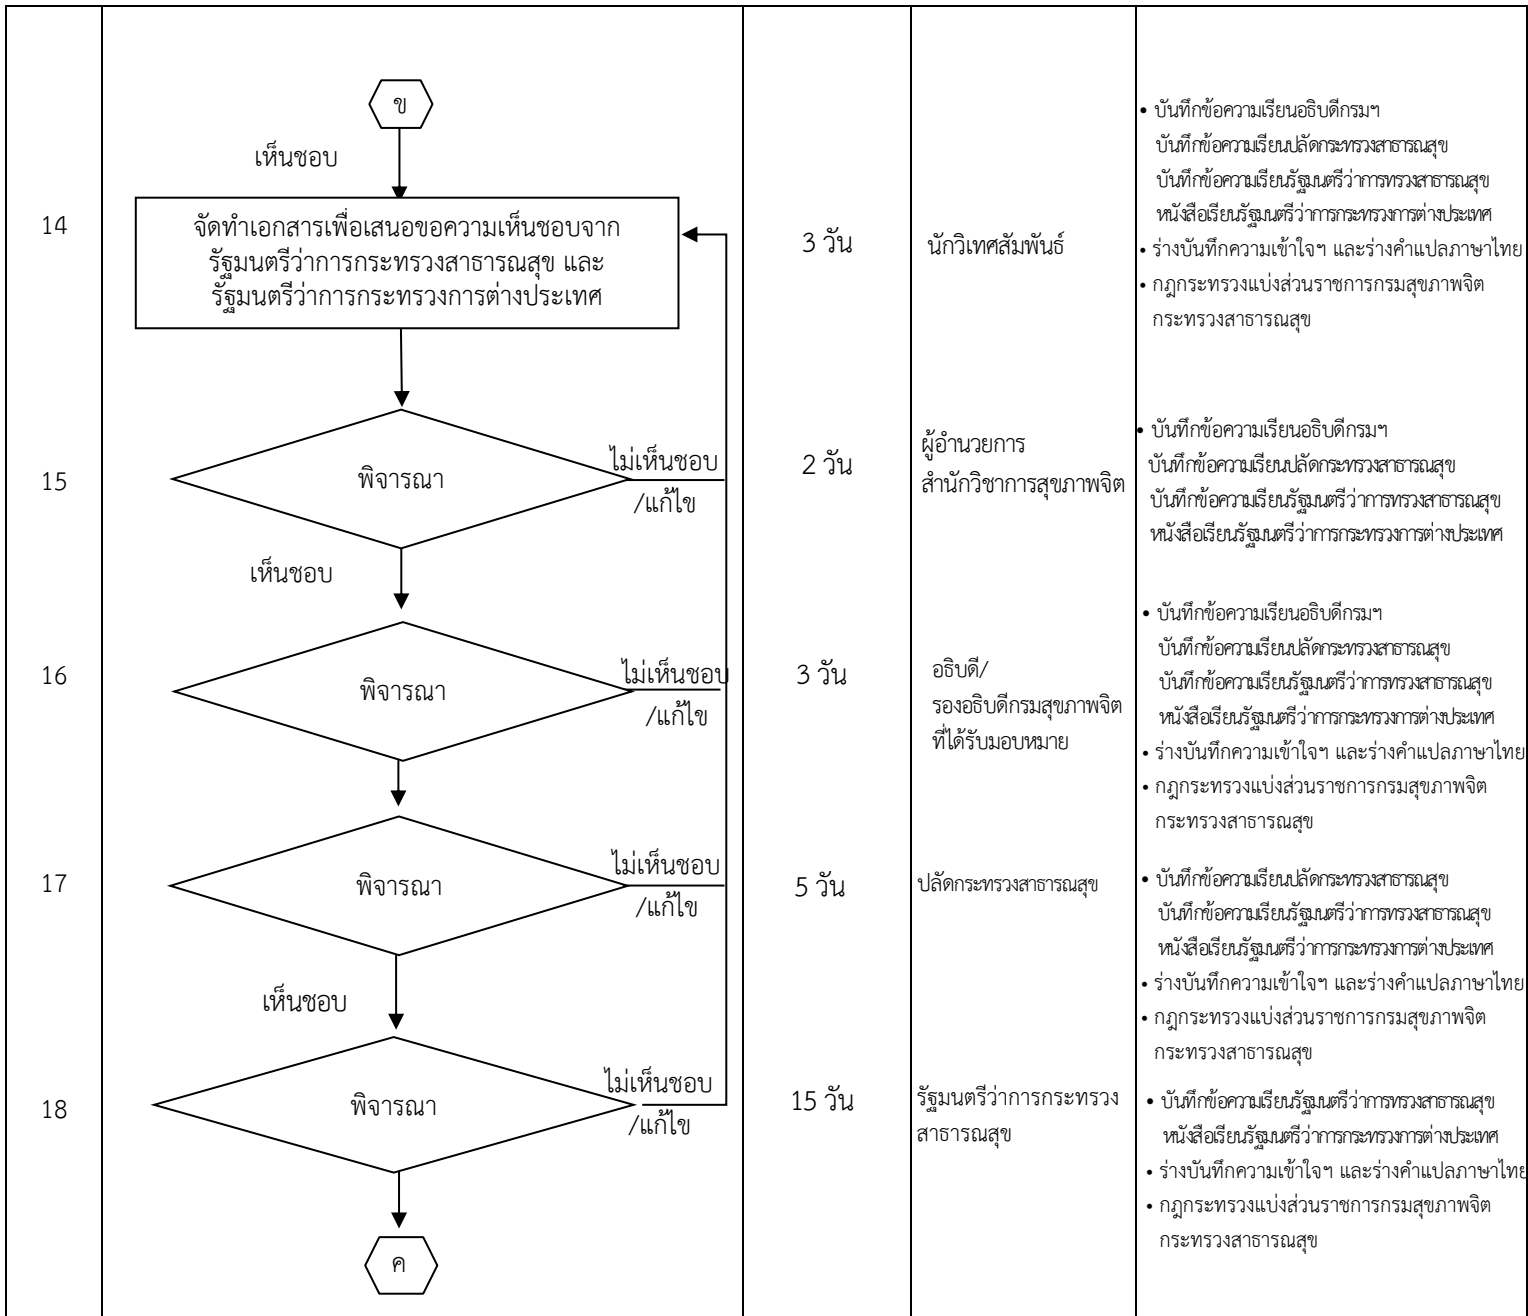 ข
เห็นชอบ
14
จัดทำเอกสารเพื่อเสนอขอความเห็นชอบจาก
รัฐมนตรีว่าการกระทรวงสาธารณสุข และ
รัฐมนตรีว่าการกระทรวงการต่างประเทศ
3 วัน
นักวิเทศสัมพันธ์
• บันทึกข้อความเรียนอธิบดีกรมฯ
บันทึกข้อความเรียนปลัดกระทรวงสาธารณสุข
บันทึกข้อความเรียนรัฐมนตรีว่าการทรวงสาธารณสุข
หนังสือเรียนรัฐมนตรีว่าการกระทรวงการต่างประเทศ
• ร่างบันทึกความเข้าใจฯ และร่างคำแปลภาษาไทย
• กฎกระทรวงแบ่งส่วนราชการกรมสุขภาพจิต
กระทรวงสาธารณสุข
15
พิจารณา
ไม่เห็นชอบ
/แก้ไข
เห็นชอบ
2 วัน
ผู้อำนวยการ
สำนักวิชาการสุขภาพจิต
• บันทึกข้อความเรียนอธิบดีกรมฯ
บันทึกข้อความเรียนปลัดกระทรวงสาธารณสุข
บันทึกข้อความเรียนรัฐมนตรีว่าการทรวงสาธารณสุข
หนังสือเรียนรัฐมนตรีว่าการกระทรวงการต่างประเทศ
16
พิจารณา
ไม่เห็นชอบ
/แก้ไข
3 วัน
อธิบดี/
รองอธิบดีกรมสุขภาพจิต
ที่ได้รับมอบหมาย
• บันทึกข้อความเรียนอธิบดีกรมฯ
บันทึกข้อความเรียนปลัดกระทรวงสาธารณสุข
บันทึกข้อความเรียนรัฐมนตรีว่าการทรวงสาธารณสุข
หนังสือเรียนรัฐมนตรีว่าการกระทรวงการต่างประเทศ
• ร่างบันทึกความเข้าใจฯ และร่างคำแปลภาษาไทย
• กฎกระทรวงแบ่งส่วนราชการกรมสุขภาพจิต
กระทรวงสาธารณสุข
17
พิจารณา
ไม่เห็นชอบ
/แก้ไข
เห็นชอบ
5 วัน
ปลัดกระทรวงสาธารณสุข
• บันทึกข้อความเรียนปลัดกระทรวงสาธารณสุข
บันทึกข้อความเรียนรัฐมนตรีว่าการทรวงสาธารณสุข
หนังสือเรียนรัฐมนตรีว่าการกระทรวงการต่างประเทศ
• ร่างบันทึกความเข้าใจฯ และร่างคำแปลภาษาไทย
• กฎกระทรวงแบ่งส่วนราชการกรมสุขภาพจิต
กระทรวงสาธารณสุข
18
พิจารณา
ไม่เห็นชอบ
/แก้ไข
15 วัน
รัฐมนตรีว่าการกระทรวง
สาธารณสุข
• บันทึกข้อความเรียนรัฐมนตรีว่าการทรวงสาธารณสุข
หนังสือเรียนรัฐมนตรีว่าการกระทรวงการต่างประเทศ
• ร่างบันทึกความเข้าใจฯ และร่างคำแปลภาษาไทย
• กฎกระทรวงแบ่งส่วนราชการกรมสุขภาพจิต
กระทรวงสาธารณสุข
ค